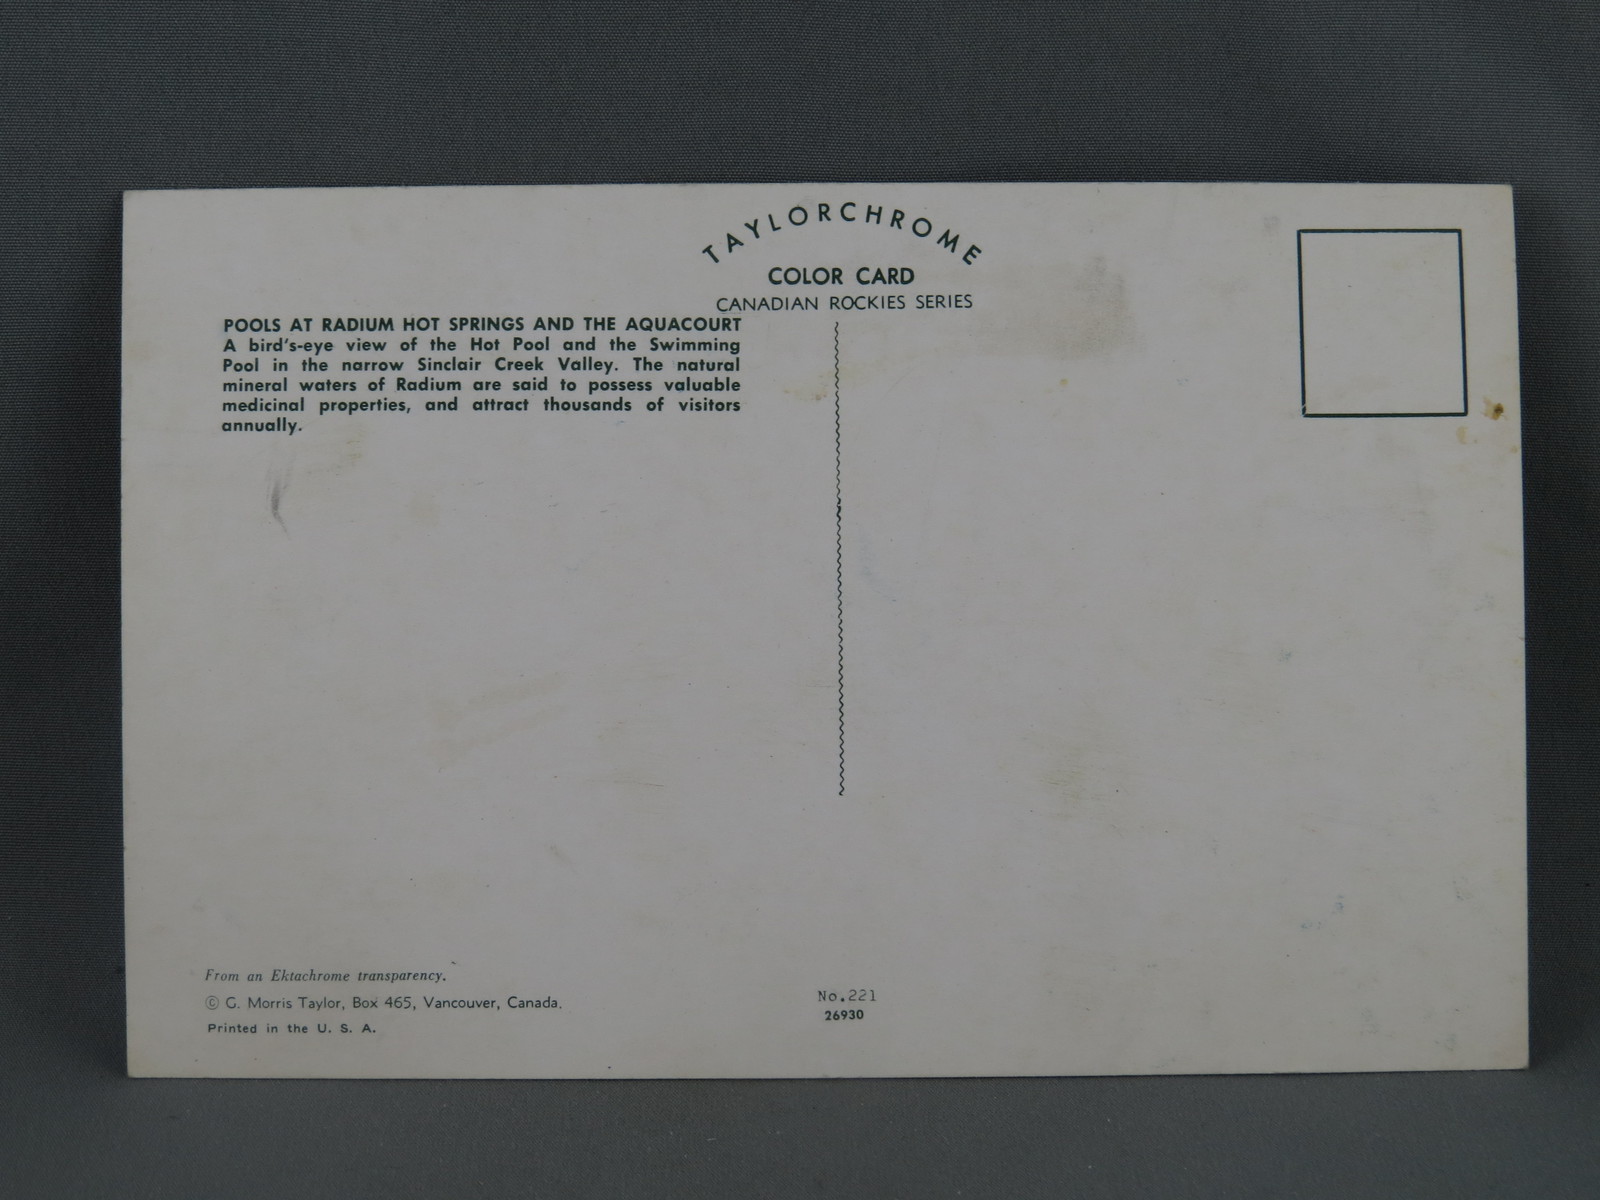 TAYLORCHROME
COLOR CARD
CANADIAN ROCKIES SERIES
POOLS AT RADIUM HOT SPRINGS AND THE AQUACOURT
A bird's-eye view of the Hot Pool and the Swimming
Pool in the narrow Sinclair Creek Valley. The natural
mineral waters of Radium are said to possess valuable
medicinal properties, and attract thousands of visitors
annually.
From an Ektachrome transparency.
© G. Morris Taylor, Box 465, Vancouver, Canada.
Printed in the U. S. A.
No.221
26930